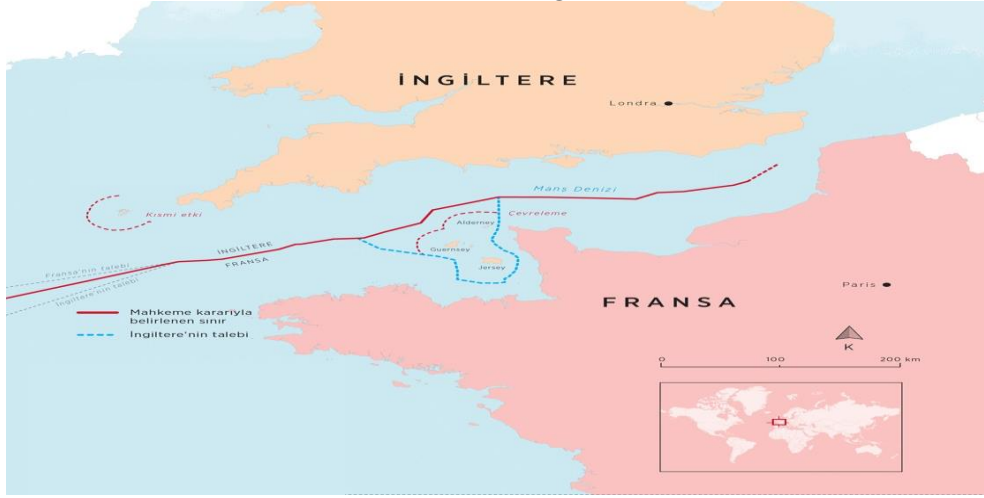 İNGİLTERE
Londra
Manş Denizi
Kısmi etki
Çevreleme
Alderney
Guernsey
Jersey
İNGİLTERE
FRANSA
Fransa'nın talebi
İngiltere'nin talebi
Paris
FRANSA
Mahkeme kararıyla
belirlenen sınır
İngiltere'nin talebi
K
0 100 200 km